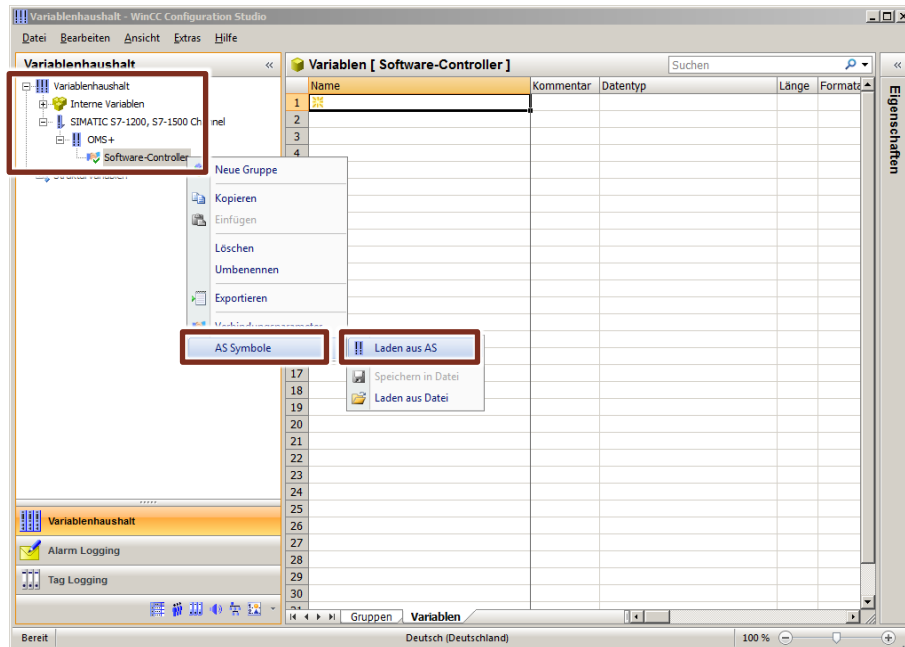 Variablenhaushalt - WinCC Configuration Studio
Datei Bearbeiten Ansicht Extras Hilfe
Variablenhaushalt «
Variablen [ Software-Controller ] Suchen «
Variablenhaushalt
Interne Variablen
SIMATIC S7-1200, S7-1500 Ch nnel
OMS+
Software-Controller
Name Kommentar Datentyp Länge Formata
1
2
3
4
Eigenschaften
Neue Gruppe
Kopieren
Einfügen
Löschen
Umbenennen
Exportieren
AS Symbole
Laden aus AS
Speichern in Datei
Laden aus Datei
17
18
19
20
21
22
23
24
25
26
27
28
29
30
Variablenhaushalt
Alarm Logging
Tag Logging
Gruppen Variablen
Bereit Deutsch (Deutschland) 100 %